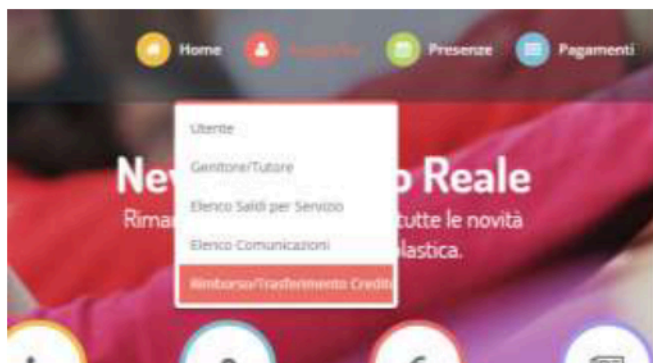 Home Presenze Pagamenti
Utente
Genitore/Tutore
Elenco Saldi per Servizio
Elenco Comunicazioni
Rimborso/Trasferimento Credito
Ne Reale
Rima tutte le novità
lastica.